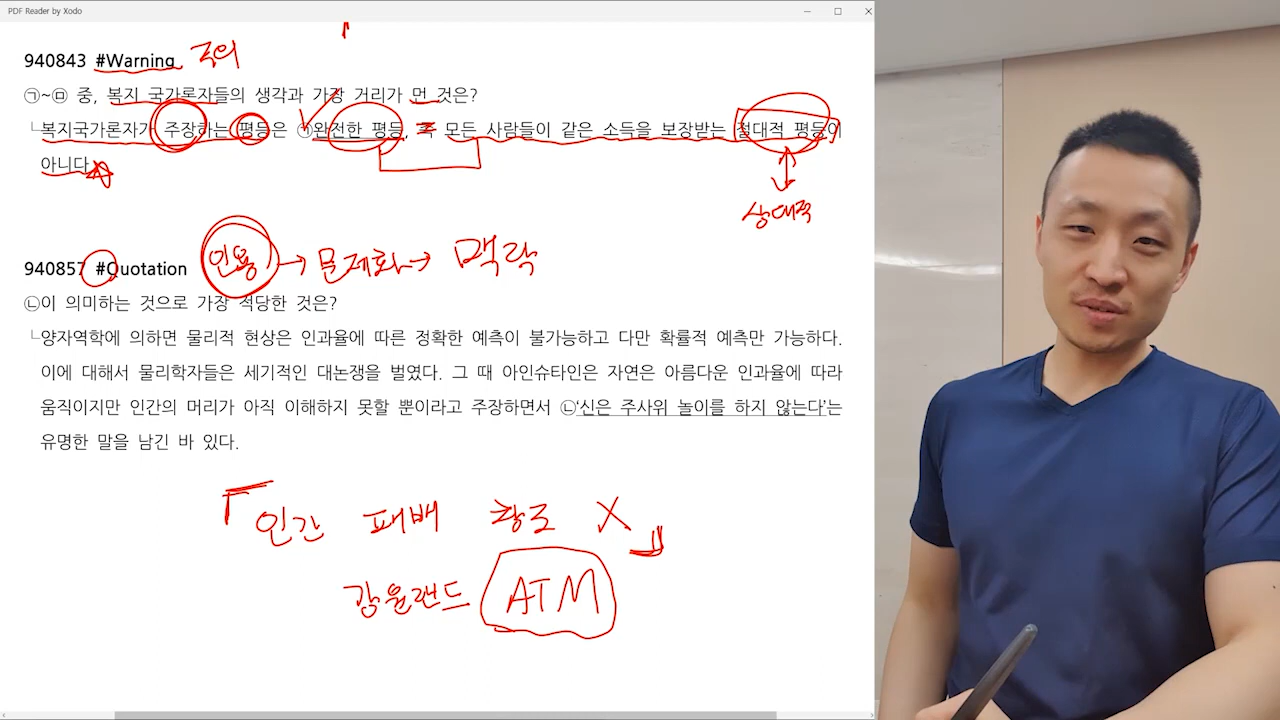 PDF Reader by Xodo
940843 #Warning 주의
㉠~㉤ 중, 복지 국가론자들의 생각과 가장 거리가 먼 것은?
└복지국가론자가 주장하는 평등은 ㉠완전한 평등, 즉 모든 사람들이 같은 소득을 보장받는 절대적 평등이
아니다.
상대적
940857 #Quotation 인용 → 문제화 → 맥락
㉡이 의미하는 것으로 가장 적당한 것은?
└양자역학에 의하면 물리적 현상은 인과율에 따른 정확한 예측이 불가능하고 다만 확률적 예측만 가능하다.
이에 대해서 물리학자들은 세기적인 대논쟁을 벌였다. 그 때 아인슈타인은 자연은 아름다운 인과율에 따라
움직이지만 인간의 머리가 아직 이해하지 못할 뿐이라고 주장하면서 ㉡'신은 주사위 놀이를 하지 않는다'는
유명한 말을 남긴 바 있다.
『인간 패배 창조 X』
강원랜드 ATM